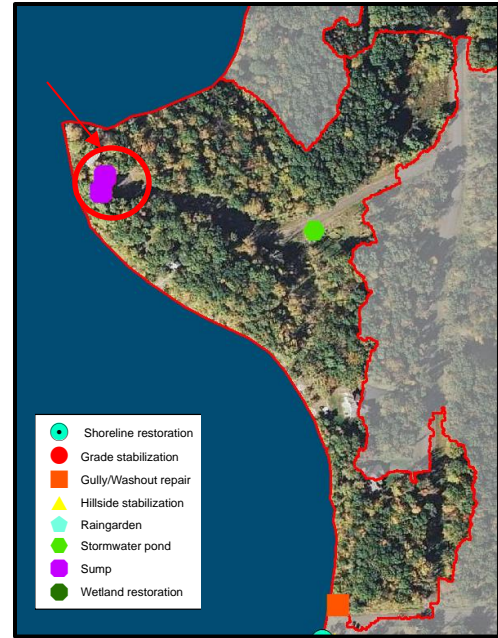 Shoreline restoration
Grade stabilization
Gully/Washout repair
Hillside stabilization
Raingarden
Stormwater pond
Sump
Wetland restoration